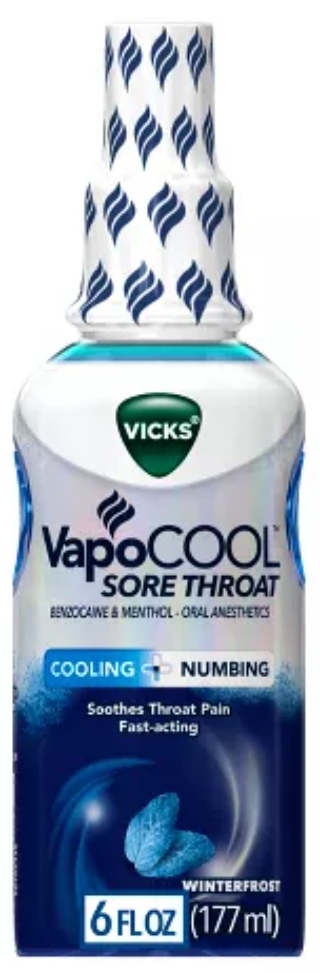 VICKS®
VapoCOOL™
SORE THROAT
BENZOCAINE & MENTHOL - ORAL ANESTHETICS
COOLING + NUMBING
Soothes Throat Pain
Fast-acting
WINTERFROST
6 FL OZ (177 ml)